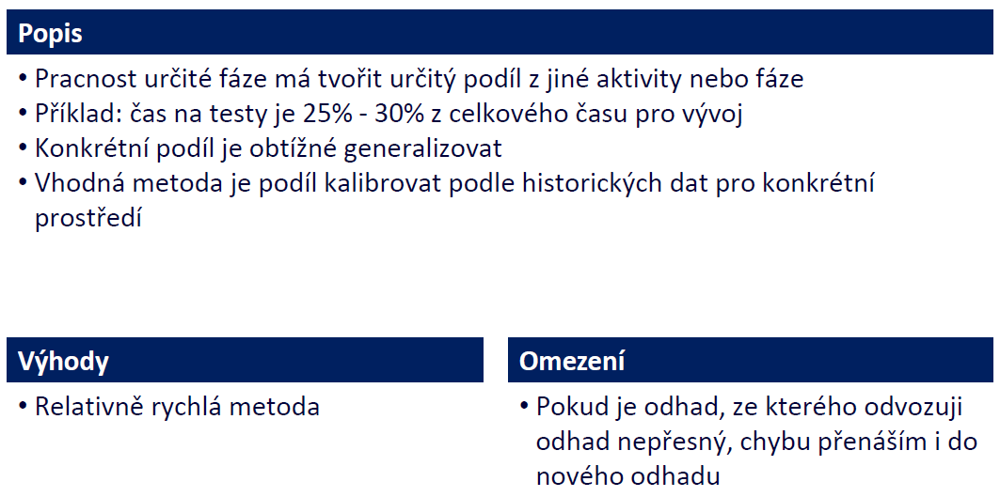 Popis
• Pracnost určité fáze má tvořit určitý podíl z jiné aktivity nebo fáze
• Příklad: čas na testy je 25% - 30% z celkového času pro vývoj
• Konkrétní podíl je obtížné generalizovat
• Vhodná metoda je podíl kalibrovat podle historických dat pro konkrétní
prostředí
Výhody
• Relativně rychlá metoda
Omezení
• Pokud je odhad, ze kterého odvozuji
odhad nepřesný, chybu přenáším i do
nového odhadu